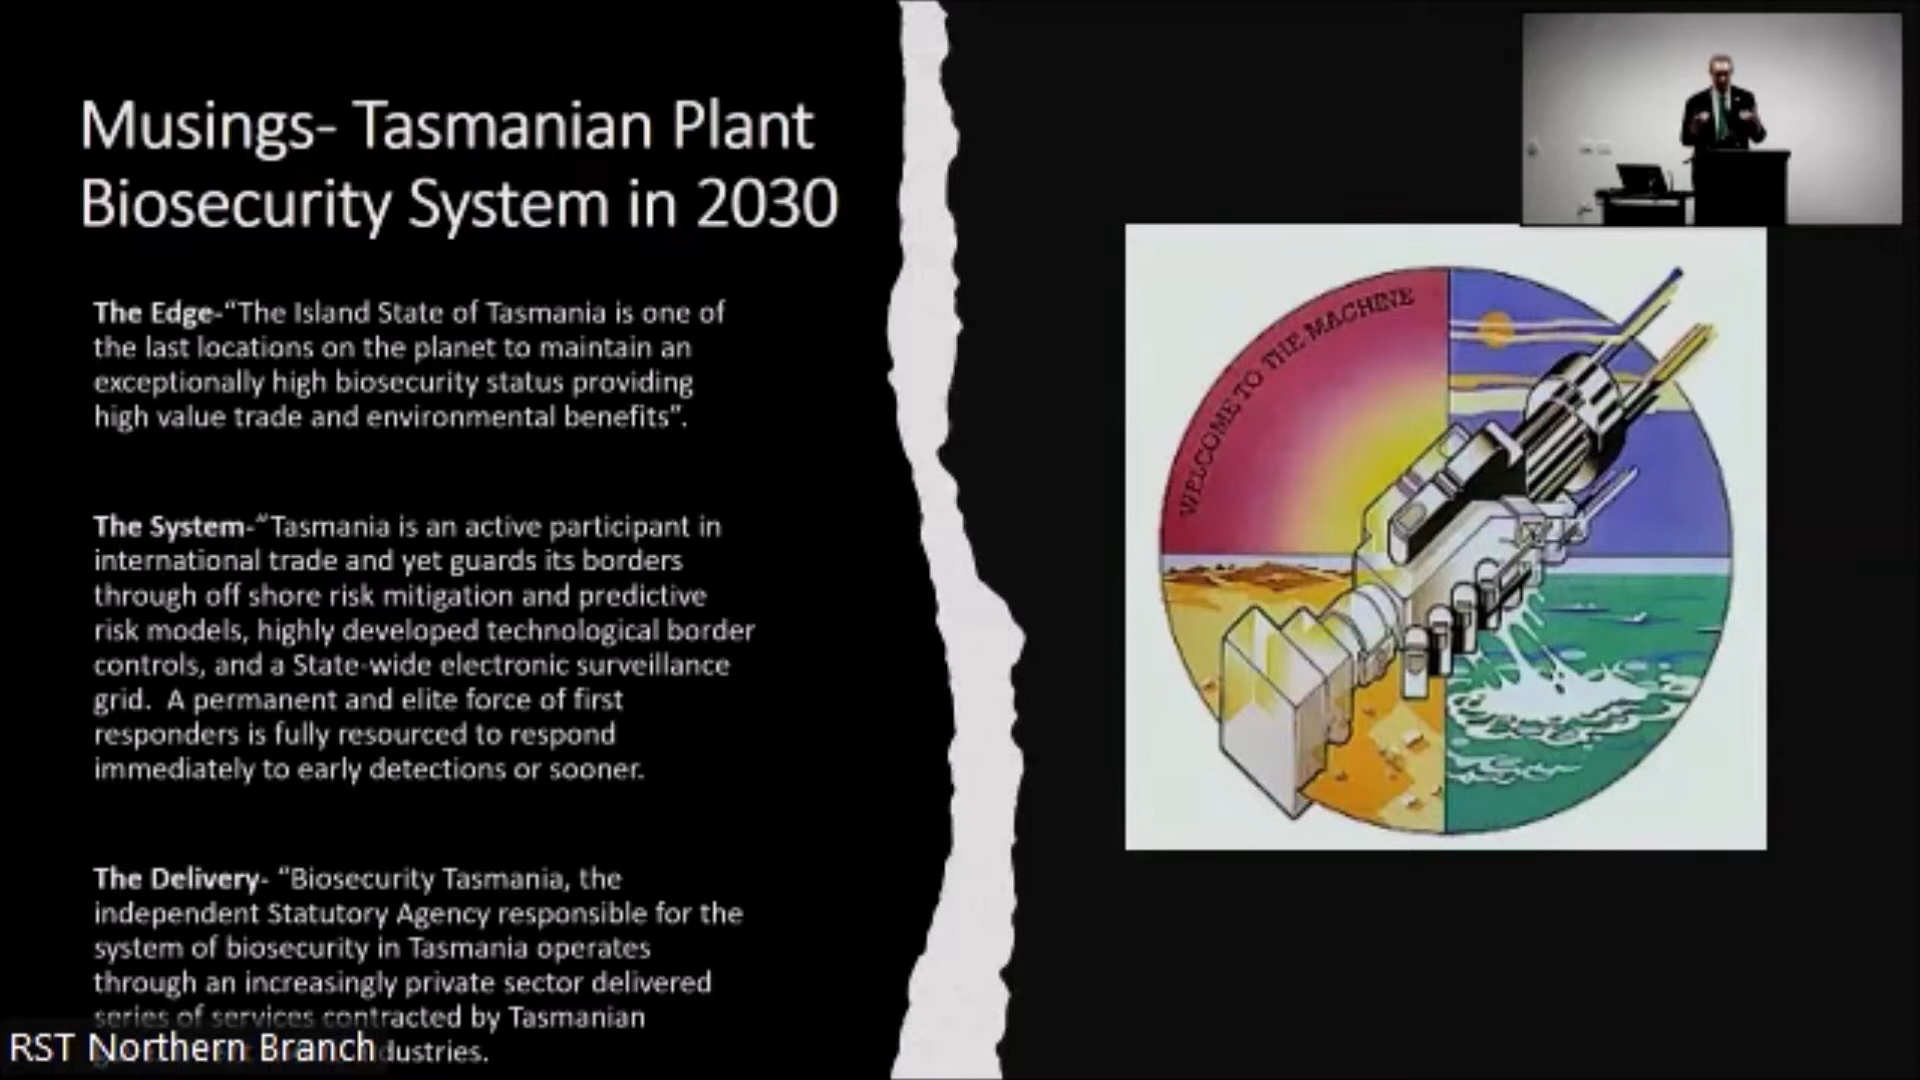 Musings- Tasmanian Plant
Biosecurity System in 2030
The Edge-“The Island State of Tasmania is one of
the last locations on the planet to maintain an
exceptionally high biosecurity status providing
high value trade and environmental benefits”.
The System-“Tasmania is an active participant in
international trade and yet guards its borders
through off shore risk mitigation and predictive
risk models, highly developed technological border
controls, and a State-wide electronic surveillance
grid.  A permanent and elite force of first
responders is fully resourced to respond
immediately to early detections or sooner.
The Delivery- “Biosecurity Tasmania, the
independent Statutory Agency responsible for the
system of biosecurity in Tasmania operates
through an increasingly private sector delivered
series of services contracted by Tasmanian
dustries.
RST Northern Branch
WELCOME TO THE MACHINE